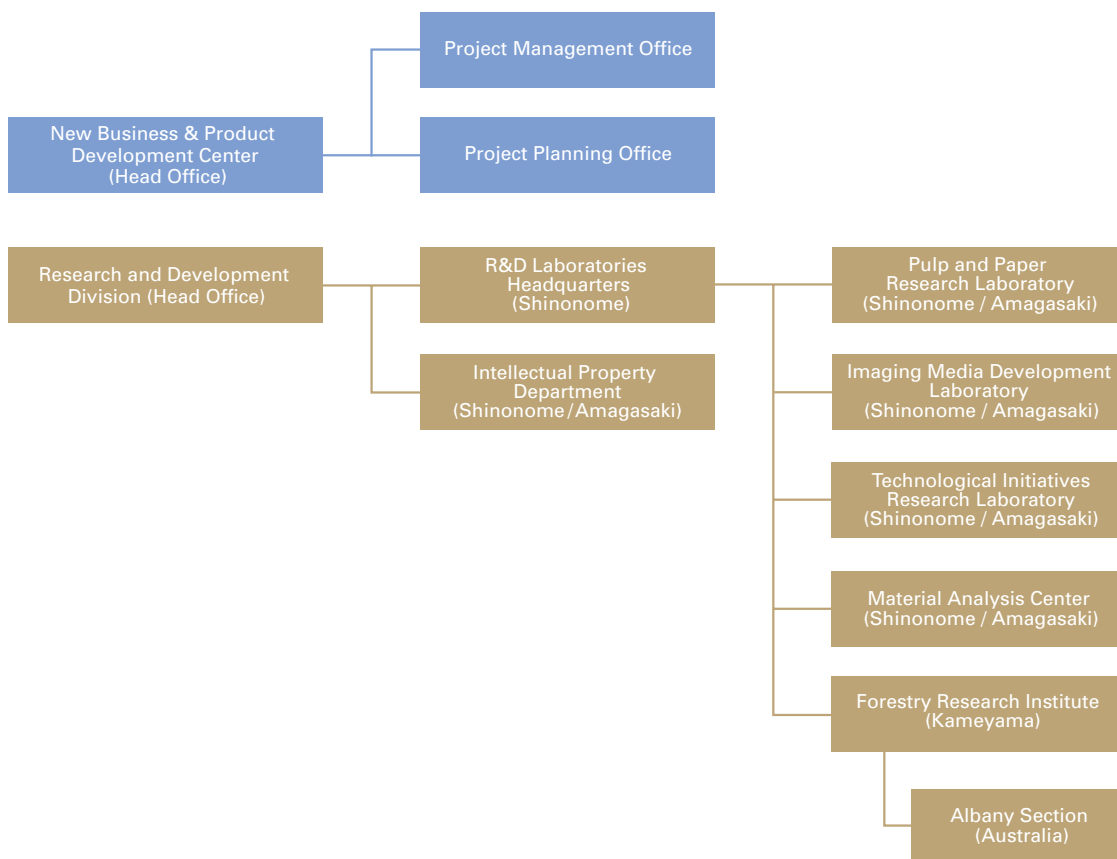 Project Management Office
New Business & Product
Development Center
(Head Office)
Project Planning Office
Research and Development
Division (Head Office)
R&D Laboratories
Headquarters
(Shinonome)
Pulp and Paper
Research Laboratory
(Shinonome / Amagasaki)
Intellectual Property
Department
(Shinonome/Amagasaki)
Imaging Media Development
Laboratory
(Shinonome / Amagasaki)
Technological Initiatives
Research Laboratory
(Shinonome / Amagasaki)
Material Analysis Center
(Shinonome / Amagasaki)
Forestry Research Institute
(Kameyama)
Albany Section
(Australia)